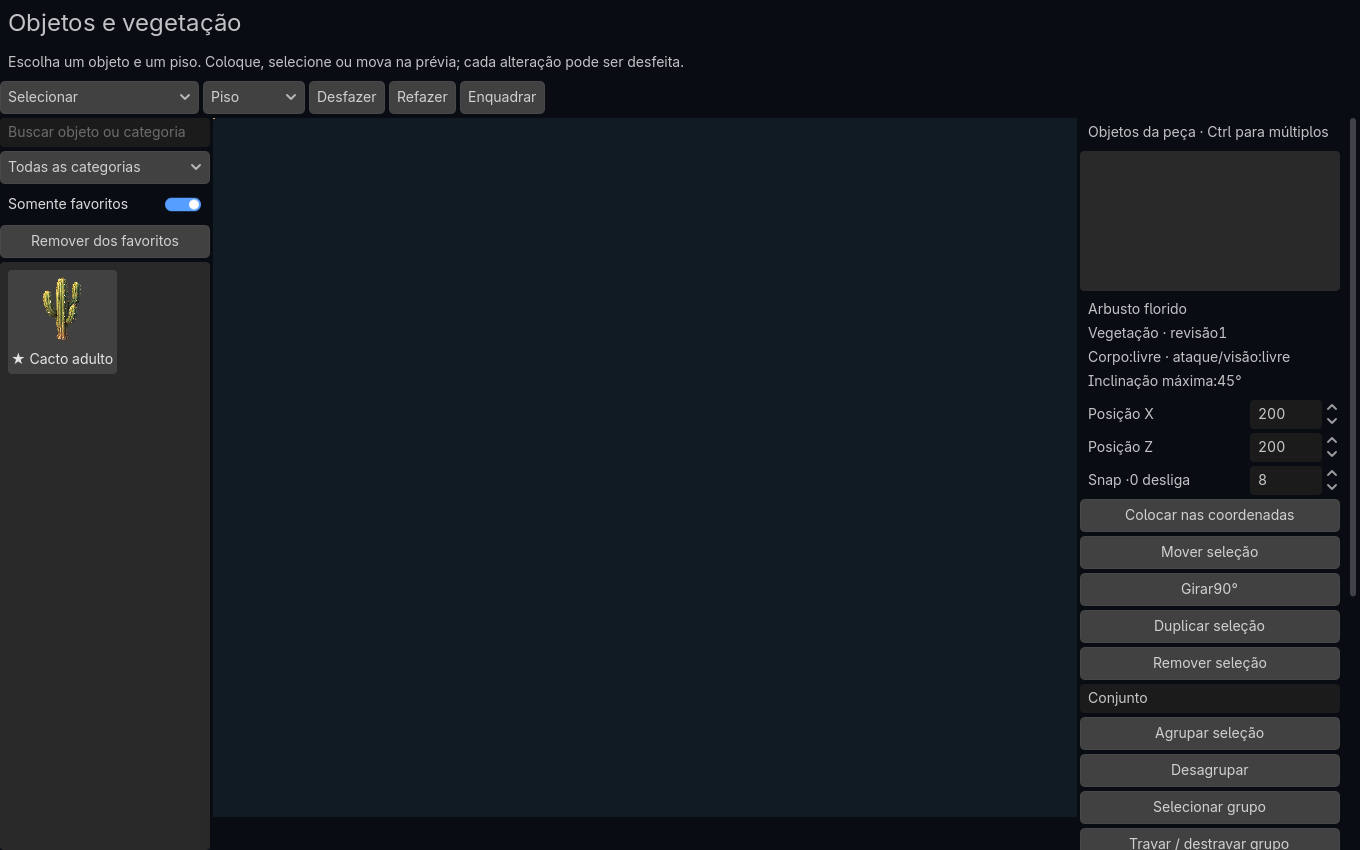 Objetos e vegetação
Escolha um objeto e um piso. Coloque, selecione ou mova na prévia; cada alteração pode ser desfeita.
Selecionar
Piso
Desfazer
Refazer
Enquadrar
Buscar objeto ou categoria
Todas as categorias
Somente favoritos
Remover dos favoritos
★ Cacto adulto
Objetos da peça · Ctrl para múltiplos
Arbusto florido
Vegetação · revisão1
Corpo:livre · ataque/visão:livre
Inclinação máxima:45°
Posição X 200
Posição Z 200
Snap ·0 desliga 8
Colocar nas coordenadas
Mover seleção
Girar90°
Duplicar seleção
Remover seleção
Conjunto
Agrupar seleção
Desagrupar
Selecionar grupo
Travar / destravar grupo